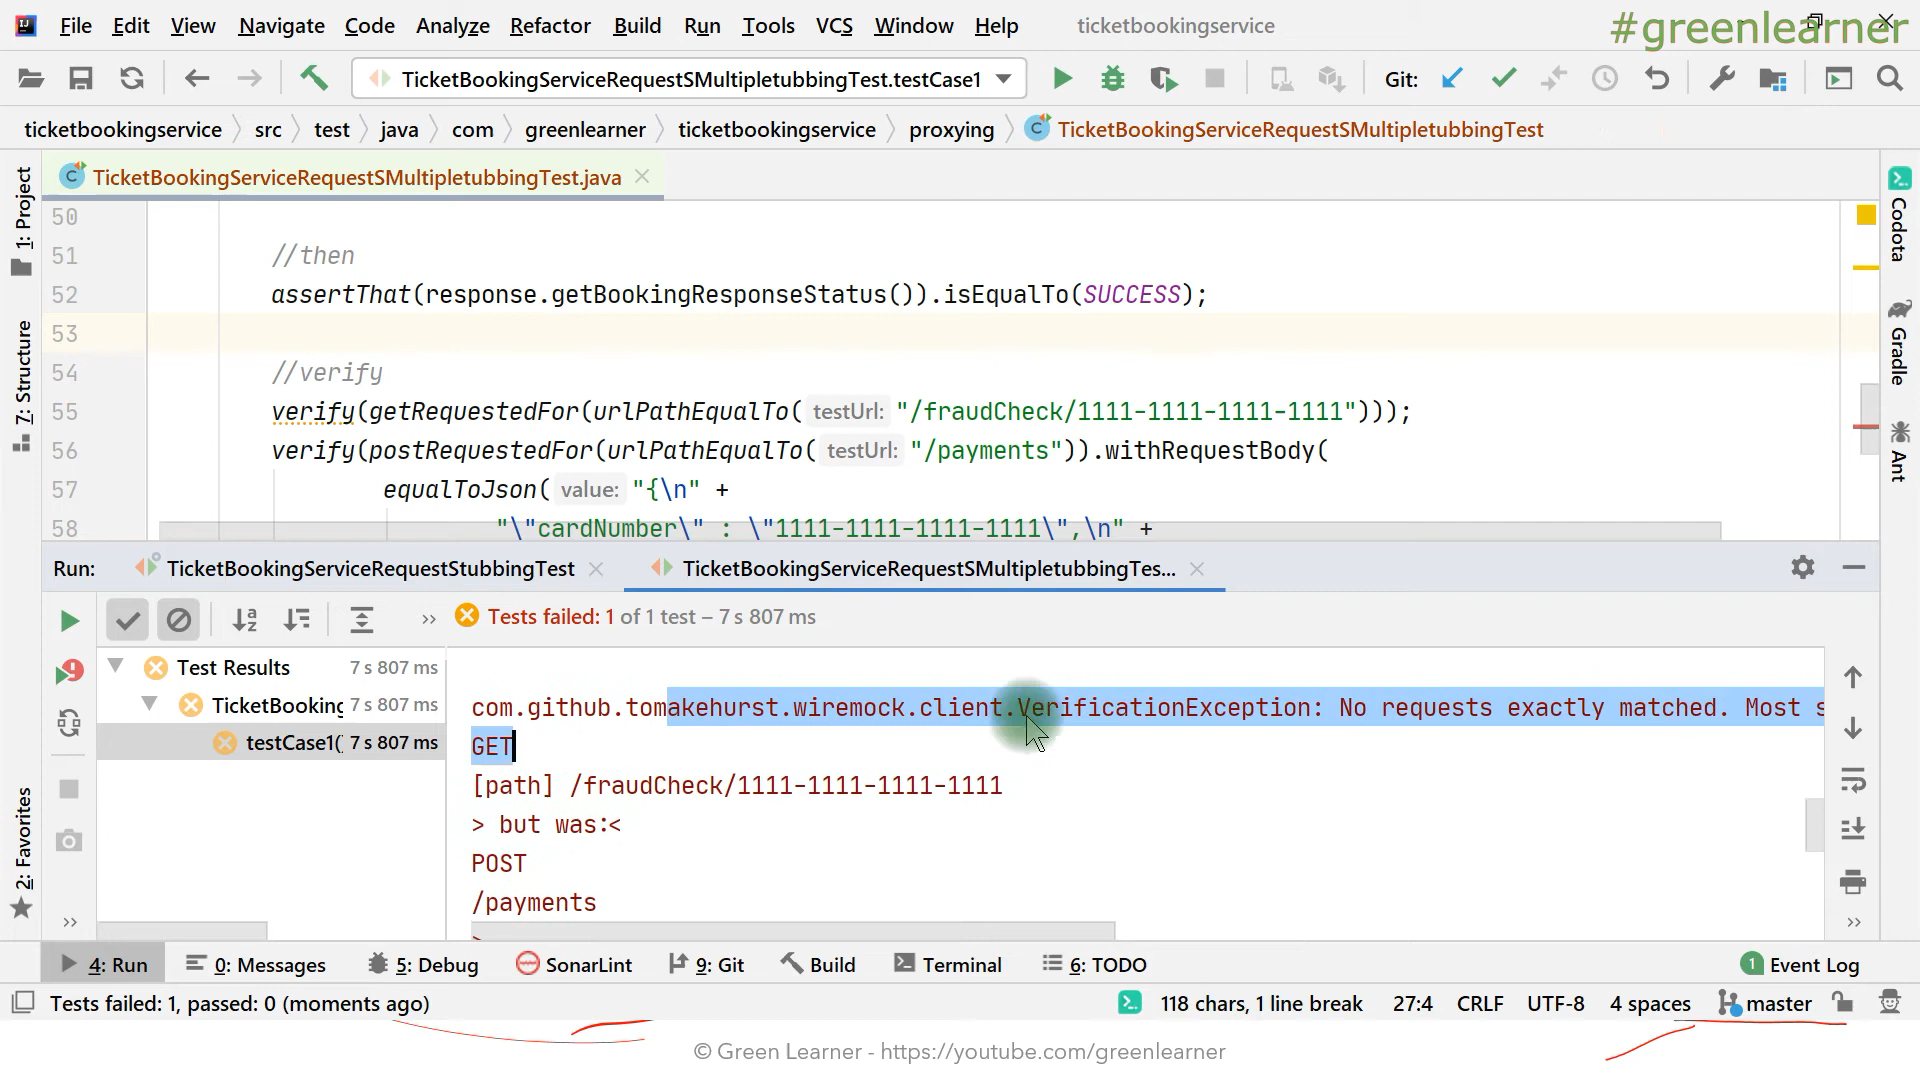 File Edit View Navigate Code Analyze Refactor Build Run Tools VCS Window Help ticketbookingservice
#greenlearner
TicketBookingServiceRequestSMultipletubbingTest.testCase1 Git:
ticketbookingservice src test java com greenlearner ticketbookingservice proxying TicketBookingServiceRequestSMultipletubbingTest
TicketBookingServiceRequestSMultipletubbingTest.java
1: Project
7: Structure
2: Favorites
Codota
Gradle
Ant
50
51 //then
52 assertThat(response.getBookingResponseStatus()).isEqualTo(SUCCESS);
53
54 //verify
55 verify(getRequestedFor(urlPathEqualTo( testUrl: "/fraudCheck/1111-1111-1111-1111")));
56 verify(postRequestedFor(urlPathEqualTo( testUrl: "/payments")).withRequestBody(
57 equalToJson( value: "{\n" +
58 "\"cardNumber\" : \"1111-1111-1111-1111\",\n" +
Run: TicketBookingServiceRequestStubbingTest TicketBookingServiceRequestSMultipletubbingTes...
Tests failed: 1 of 1 test – 7 s 807 ms
Test Results 7 s 807 ms
TicketBooking 7 s 807 ms
testCase1() 7 s 807 ms
com.github.tomakehurst.wiremock.client.VerificationException: No requests exactly matched. Most s
GET
[path] /fraudCheck/1111-1111-1111-1111
> but was:<
POST
/payments
4: Run 0: Messages 5: Debug SonarLint 9: Git Build Terminal 6: TODO 1 Event Log
Tests failed: 1, passed: 0 (moments ago) 118 chars, 1 line break 27:4 CRLF UTF-8 4 spaces master
© Green Learner - https://youtube.com/greenlearner